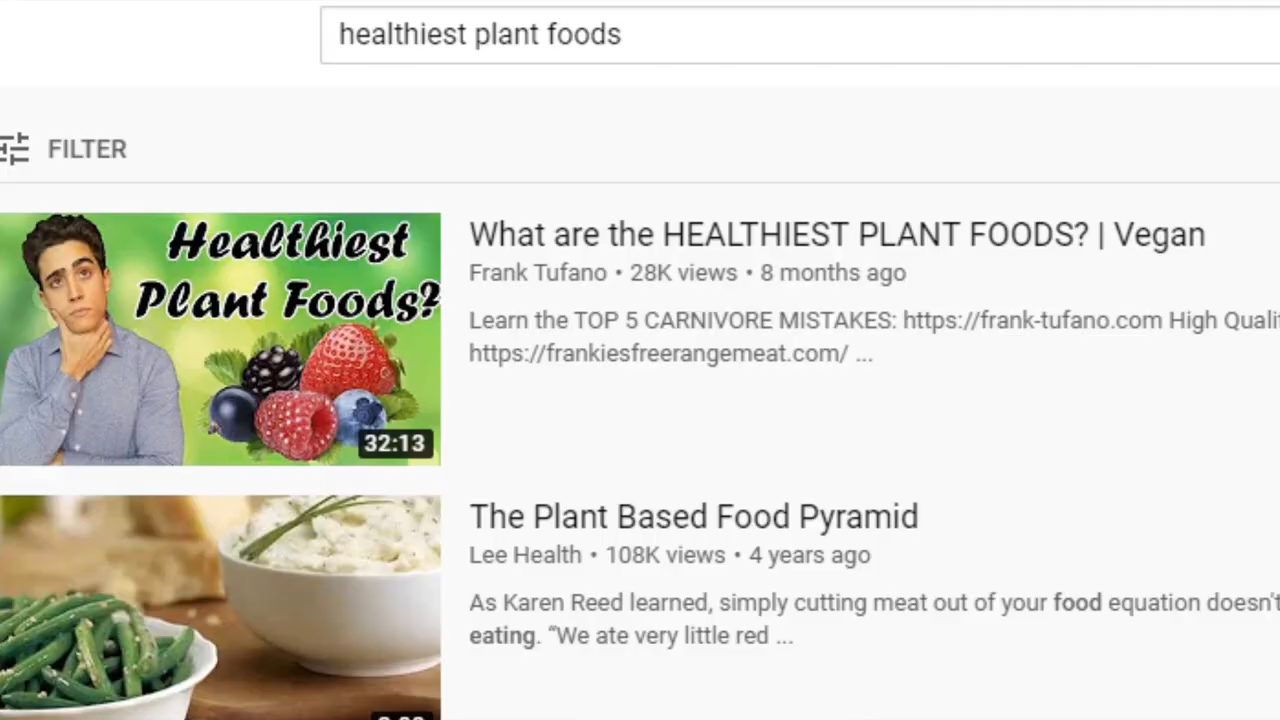 healthiest plant foods
FILTER
Healthiest
Plant Foods?
32:13
What are the HEALTHIEST PLANT FOODS? | Vegan
Frank Tufano • 28K views • 8 months ago
Learn the TOP 5 CARNIVORE MISTAKES: https://frank-tufano.com High
https://frankiesfreerangemeat.com/ ...
The Plant Based Food Pyramid
Lee Health • 108K views • 4 years ago
As Karen Reed learned, simply cutting meat out of your food equation doesn't
eating. “We ate very little red ...